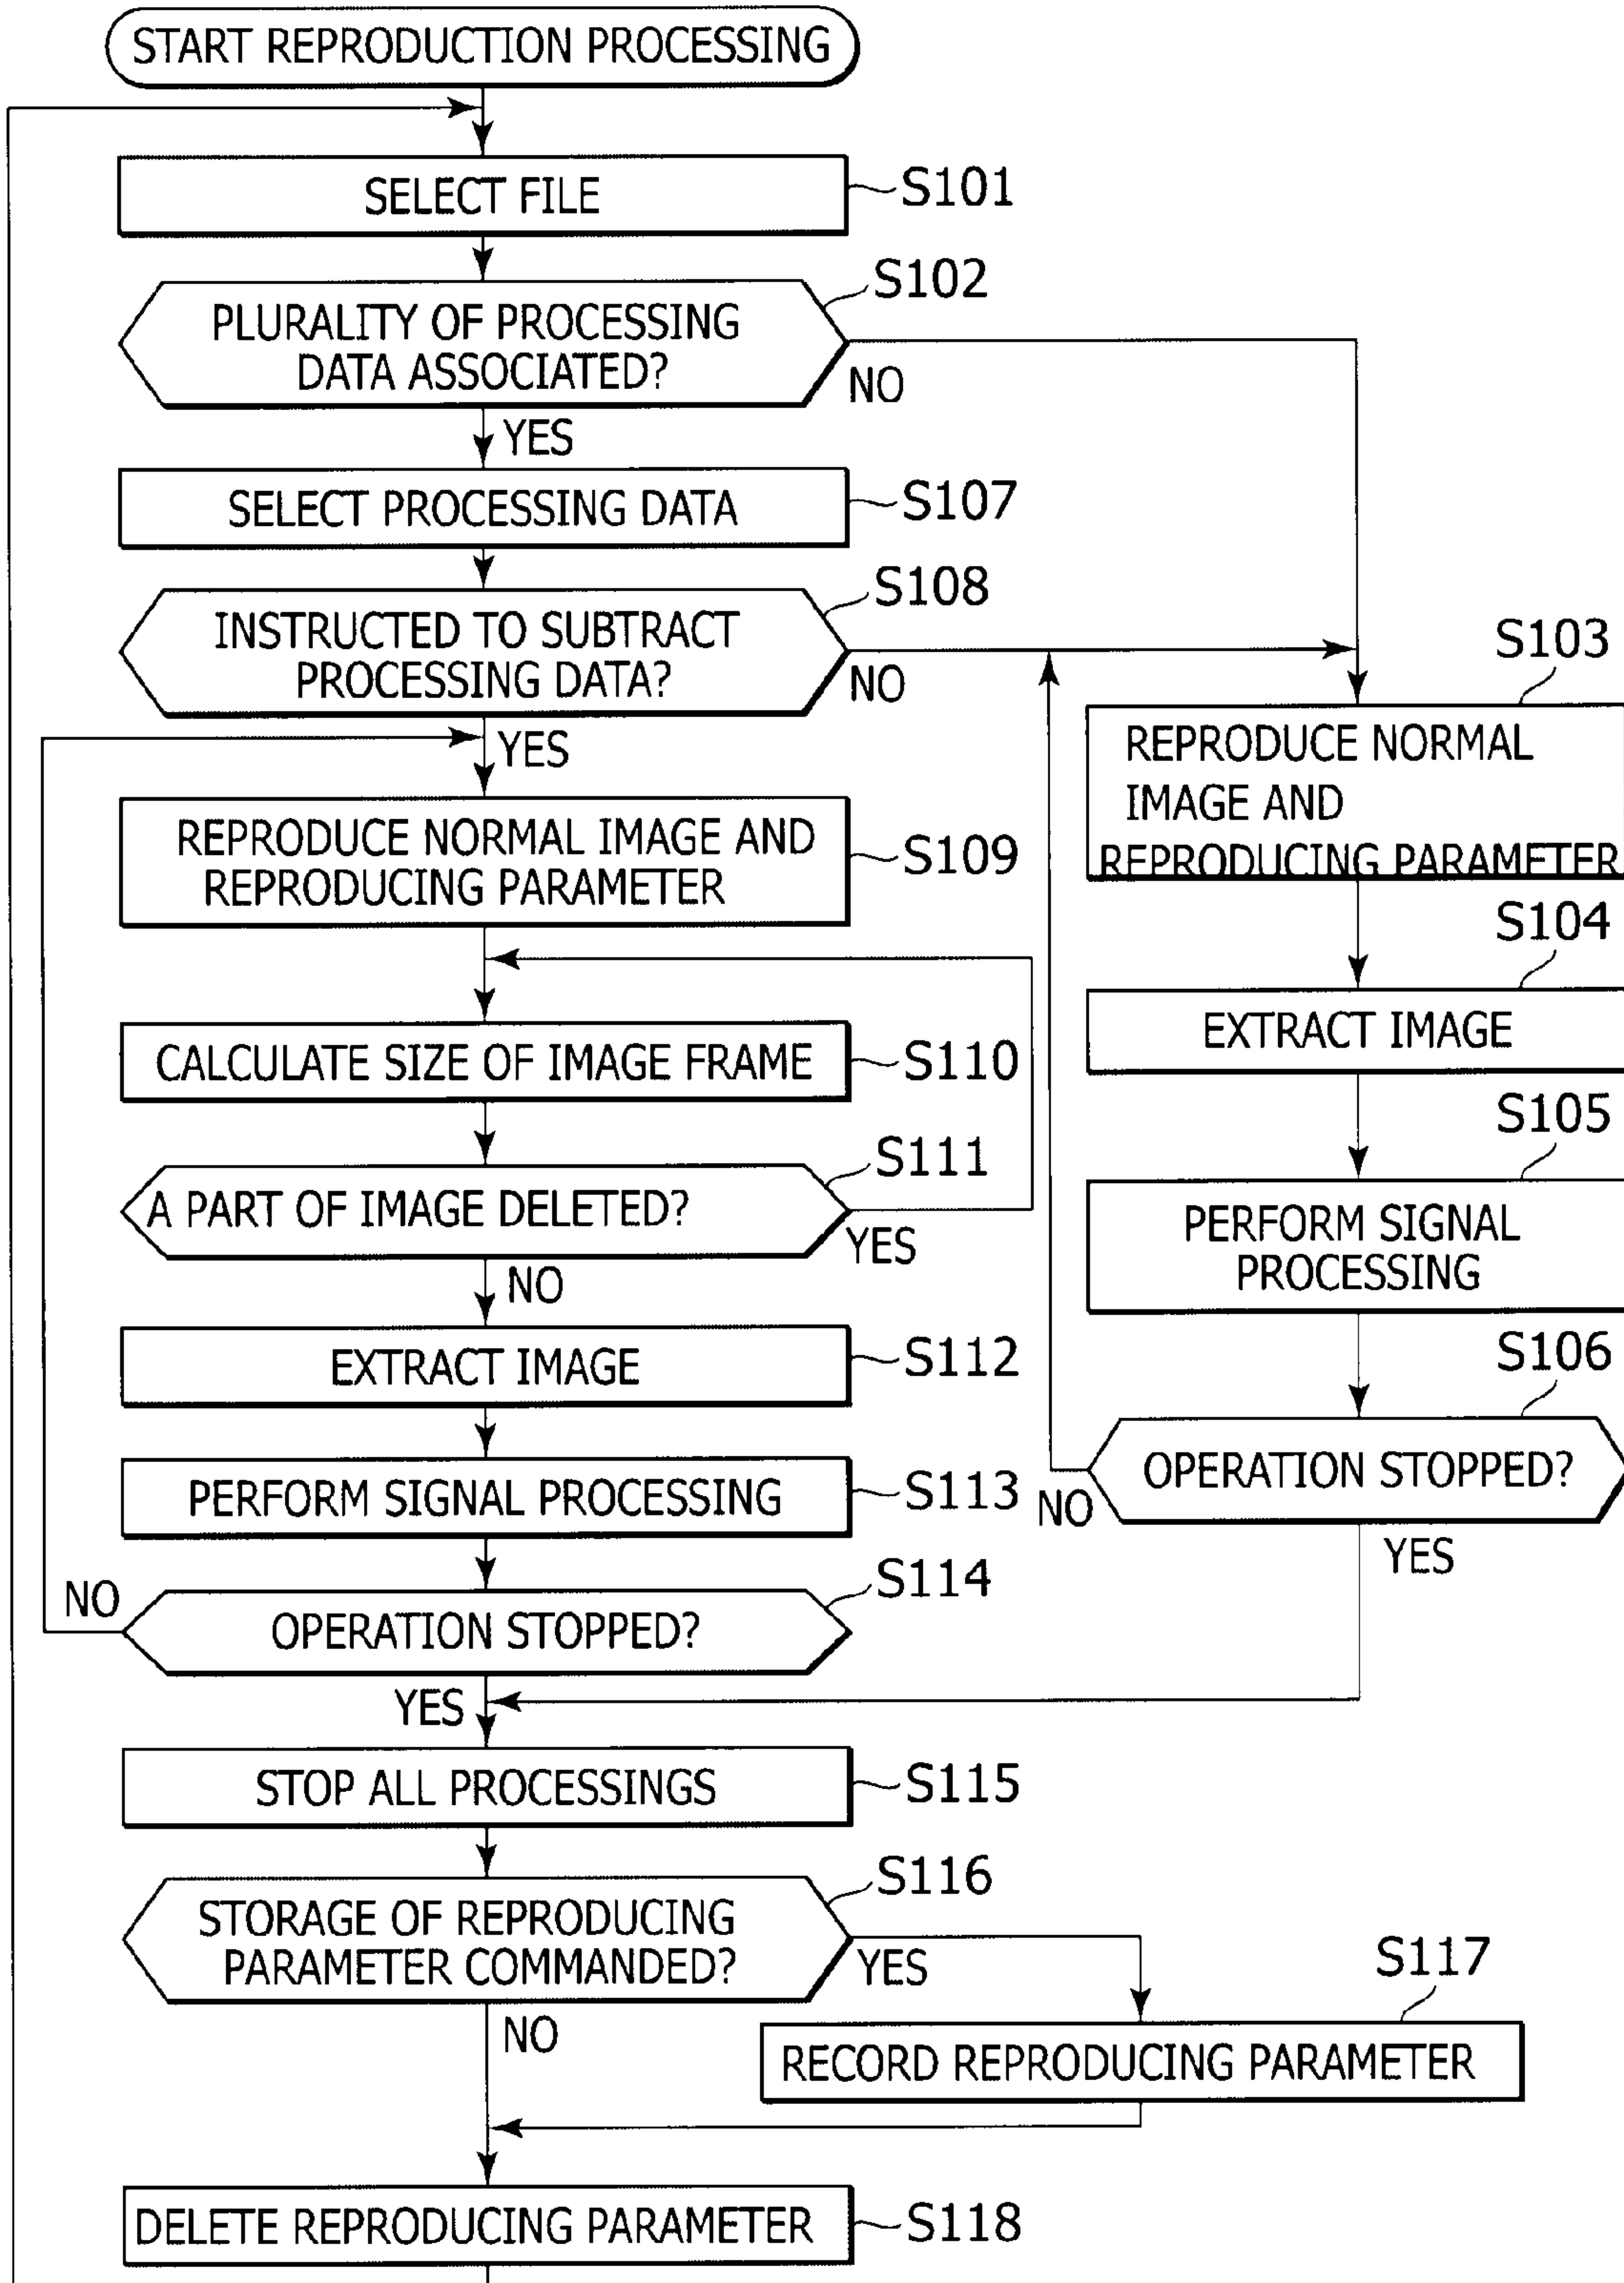 START REPRODUCTION PROCESSING
SELECT FILE
S101
S102
PLURALITY OF PROCESSING
DATA ASSOCIATED?
NO
YES
SELECT PROCESSING DATA
S107
S108
INSTRUCTED TO SUBTRACT
PROCESSING DATA?
NO
YES
S103
REPRODUCE NORMAL
IMAGE AND
REPRODUCING PARAMETER
REPRODUCE NORMAL IMAGE AND
REPRODUCING PARAMETER
S109
S104
EXTRACT IMAGE
CALCULATE SIZE OF IMAGE FRAME
S110
S105
PERFORM SIGNAL
PROCESSING
S111
A PART OF IMAGE DELETED?
YES
NO
EXTRACT IMAGE
S112
S106
OPERATION STOPPED?
NO
YES
PERFORM SIGNAL PROCESSING
S113
S114
NO
OPERATION STOPPED?
YES
STOP ALL PROCESSINGS
S115
S116
STORAGE OF REPRODUCING
PARAMETER COMMANDED?
YES
NO
S117
RECORD REPRODUCING PARAMETER
DELETE REPRODUCING PARAMETER
S118